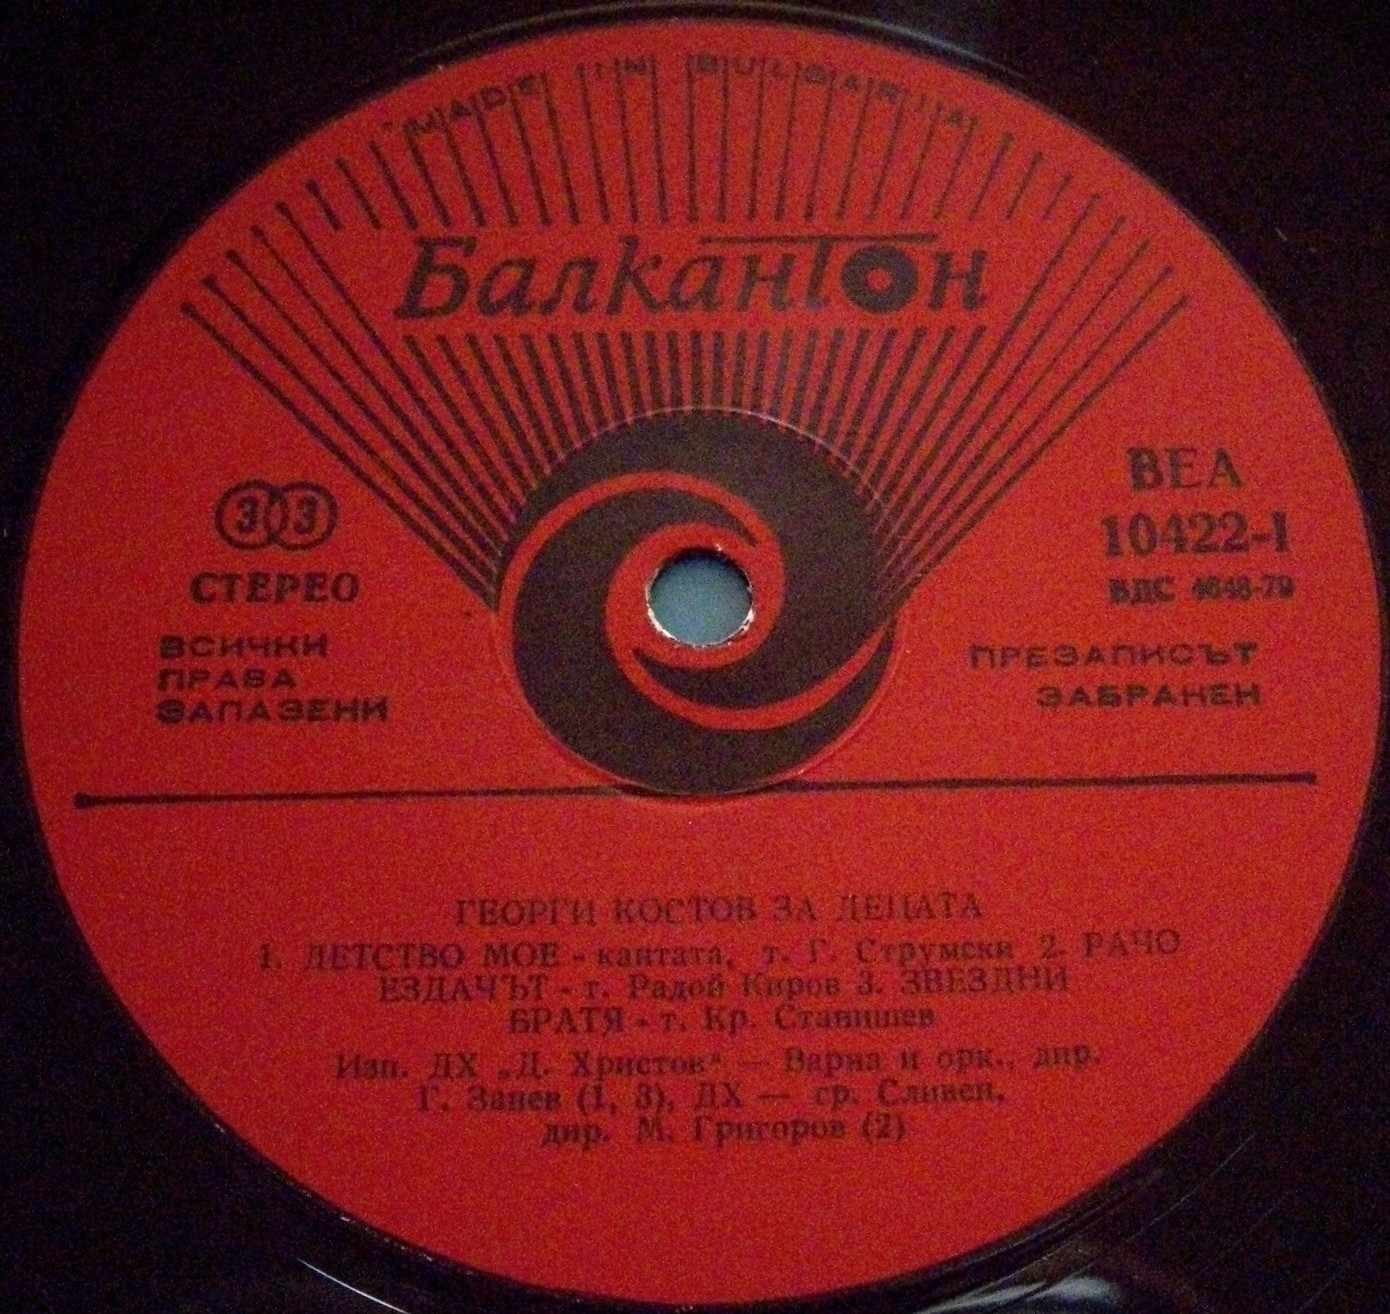 MADE IN BULGARIA
Балкантон
33
СТЕРЕО
ВСИЧКИ
ПРАВА
ЗАПАЗЕНИ
ВЕА
10422-I
ВДС 4648-79
ПРЕЗАПИСЪТ
ЗАБРАНЕН
ГЕОРГИ КОСТОВ ЗА ДЕЦАТА
1. ДЕТСТВО МОЕ - кантата, т. Г. Струмски 2. РАЧО
ЕЗДАЧЪТ - т. Радой Киров 3. ЗВЕЗДНИ
БРАТЯ - т. Кр. Станишев
Изп. ДХ „Д. Христов“ — Варна и орк., дир.
Г. Занев (1, 3), ДХ — гр. Сливен,
дир. М. Григоров (2)